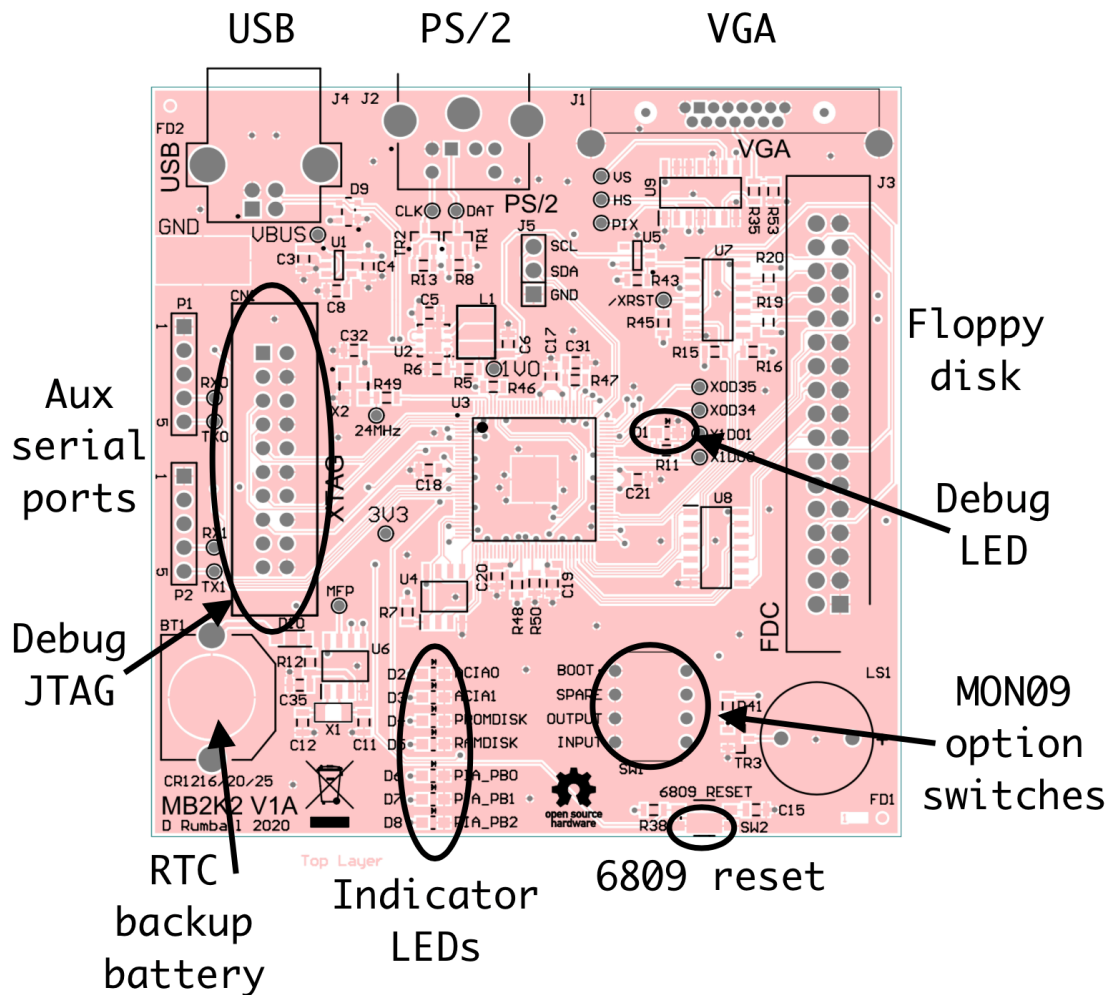 USB
PS/2
VGA
J4
J2
J1
FD2
USB
VGA
D9
VS
HS
PIX
U9
R35
R53
J3
GND
VBUS
CLK
DAT
PS/2
J5
SCL
SDA
GND
TR2
TR1
C3
U1
C4
C8
R13
R8
U5
R43
/XRST
R45
U7
R20
R19
R15
R16
P1
1
5
RX0
TX0
CN1
C32
C5
L1
U2
C6
R6
R5
1V0
R46
C17
C31
R47
X2
R49
24MHz
U3
X0D35
X0D34
X1D01
R11
C21
C18
XTAG
3V3
U8
Floppy
disk
Aux
serial
ports
Debug
LED
1
5
RX1
TX1
P2
MFP
U4
R7
C20
R48
R50
C19
FDC
Debug
JTAG
BT1
D10
R12
U6
C35
X1
C12
C11
CR1216/20/25
MB2K2 V1A
D Rumball 2020
D2
ACIA0
D3
ACIA1
D4
PROMDISK
D5
RAMDISK
D6
PIA_PB0
D7
PIA_PB1
D8
PIA_PB2
BOOT
SPARE
OUTPUT
INPUT
SW1
R41
TR3
LS1
+
open source
hardware
6809_RESET
R38
SW2
C15
FD1
MON09
option
switches
Top Layer
RTC
backup
battery
Indicator
LEDs
6809 reset